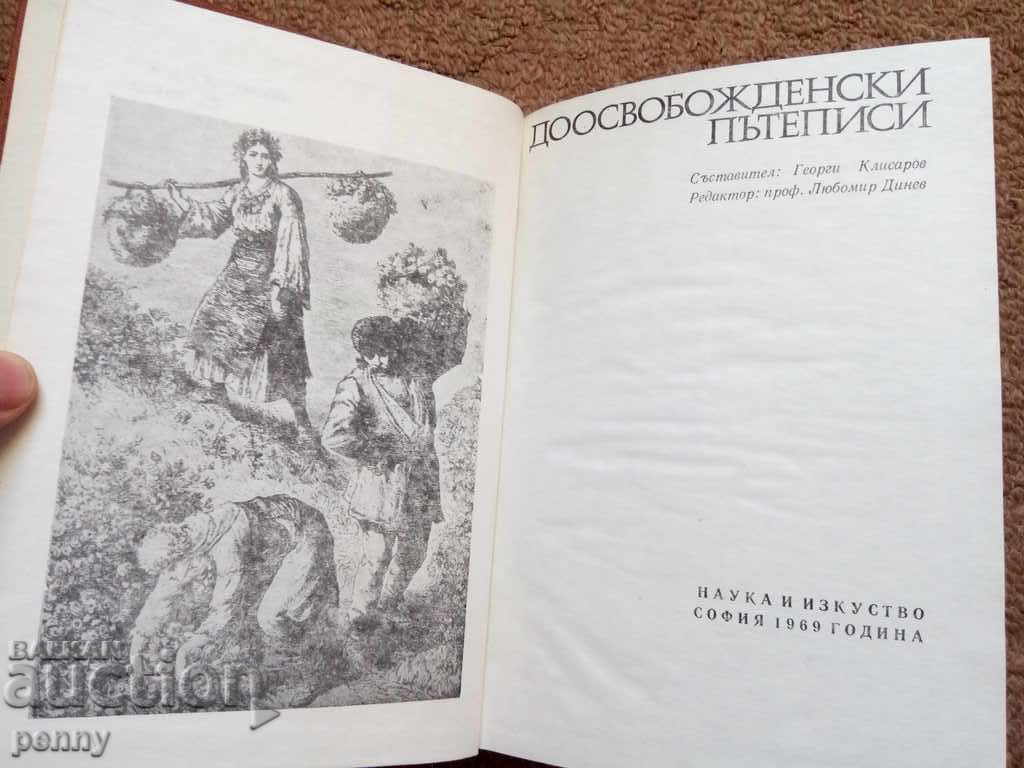 ДООСВОБОЖДЕНСКИ
ПЪТЕПИСИ
Съставител: Георги Клисаров
Редактор: проф. Любомир Динев
НАУКА И ИЗКУСТВО
СОФИЯ 1969 ГОДИНА
BALKAN
auction
penny